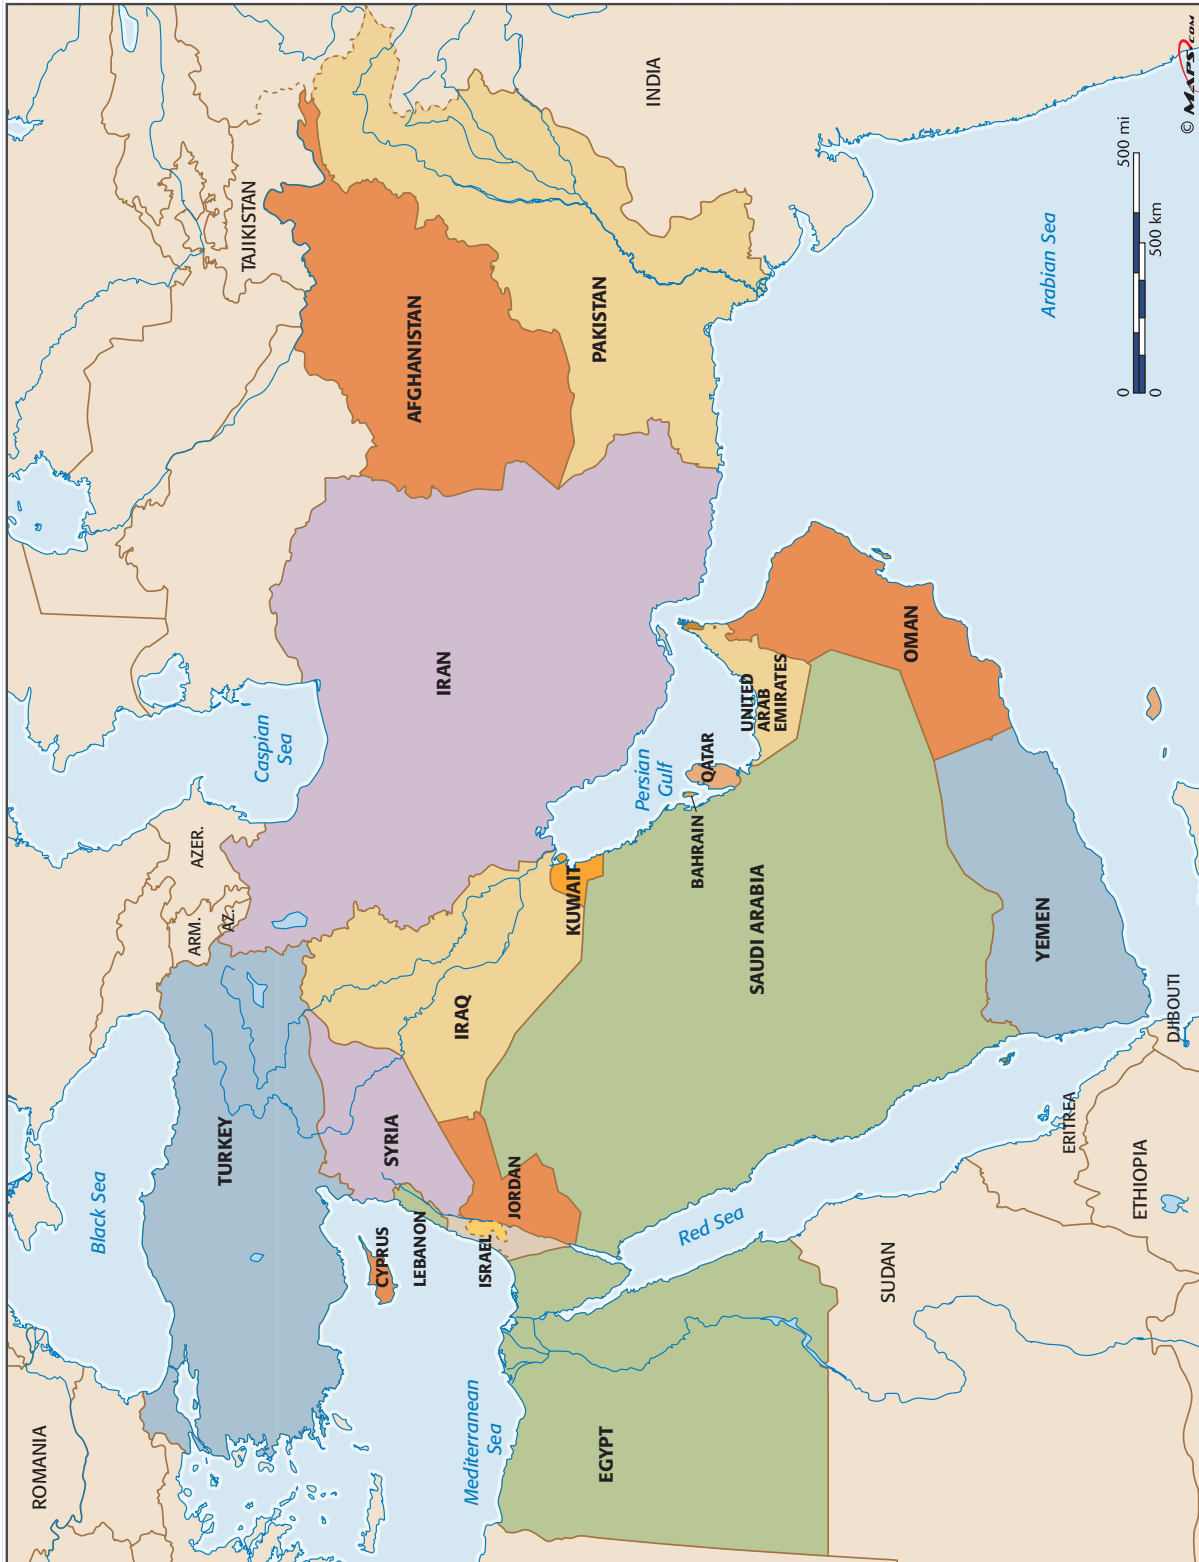 ROMANIA
Black Sea
TURKEY
ARM.
AZ.
AZER.
Caspian
Sea
TAJIKISTAN
CYPRUS
LEBANON
SYRIA
ISRAEL
JORDAN
IRAQ
IRAN
AFGHANISTAN
PAKISTAN
INDIA
Mediterranean
Sea
EGYPT
KUWAIT
Persian
Gulf
BAHRAIN
QATAR
UNITED
ARAB
EMIRATES
SAUDI ARABIA
OMAN
Red Sea
SUDAN
YEMEN
Arabian Sea
ERITREA
ETHIOPIA
DJIBOUTI
0 500 mi
0 500 km
© MAPS.COM